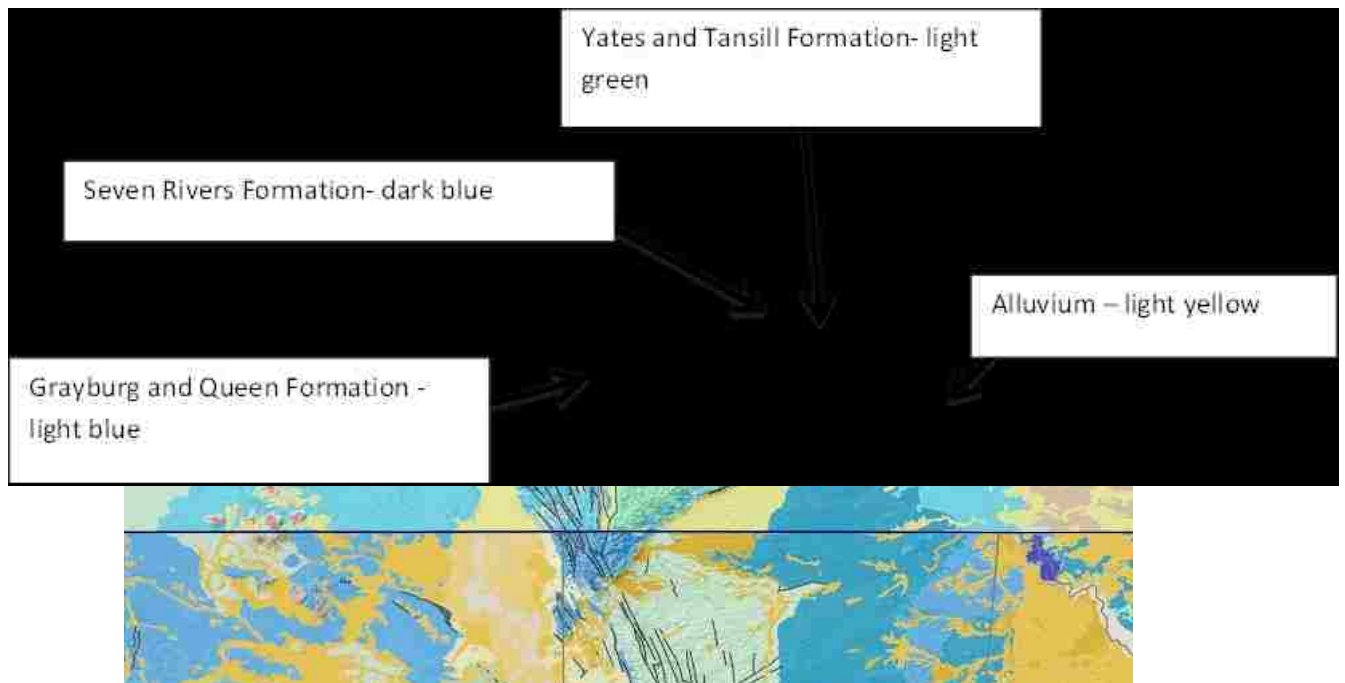 Yates and Tansill Formation- light
green
Seven Rivers Formation- dark blue
Alluvium – light yellow
Grayburg and Queen Formation -
light blue